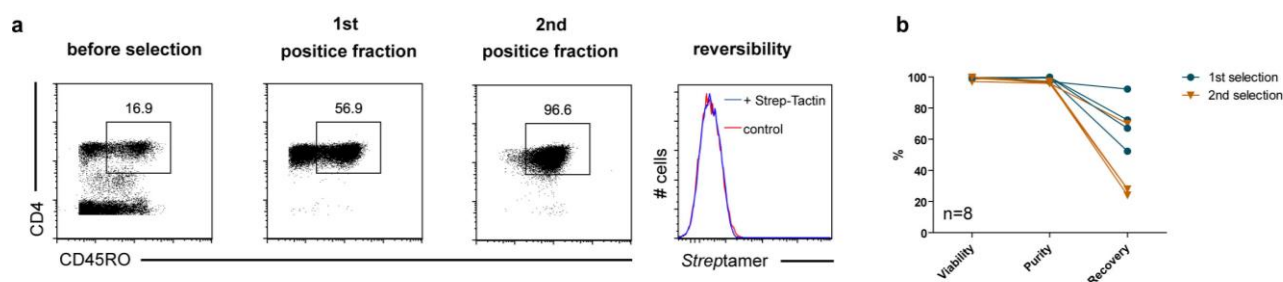 a
before selection
1st
positice fraction
2nd
positice fraction
reversibility
16.9
56.9
96.6
+ Strep-Tactin
control
CD4
# cells
CD45RO
Streptamer
b
100
80
60
40
20
0
%
n=8
Viability
Purity
Recovery
1st selection
2nd selection